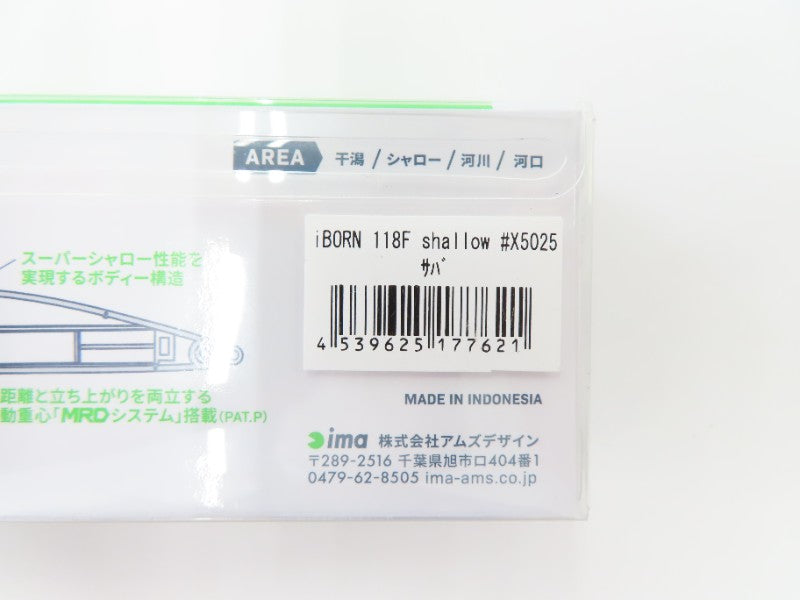 AREA 干潟/シャロー/河川/河口
iBORN 118F shallow #X5025
ｻﾊﾞ
4 539625 177621
スーパーシャロー性能を
実現するボディー構造
距離と立ち上がりを両立する
動重心「MRDシステム」搭載(PAT.P)
MADE IN INDONESIA
ima 株式会社アムズデザイン
〒289-2516 千葉県旭市ロ404番1
0479-62-8505 ima-ams.co.jp